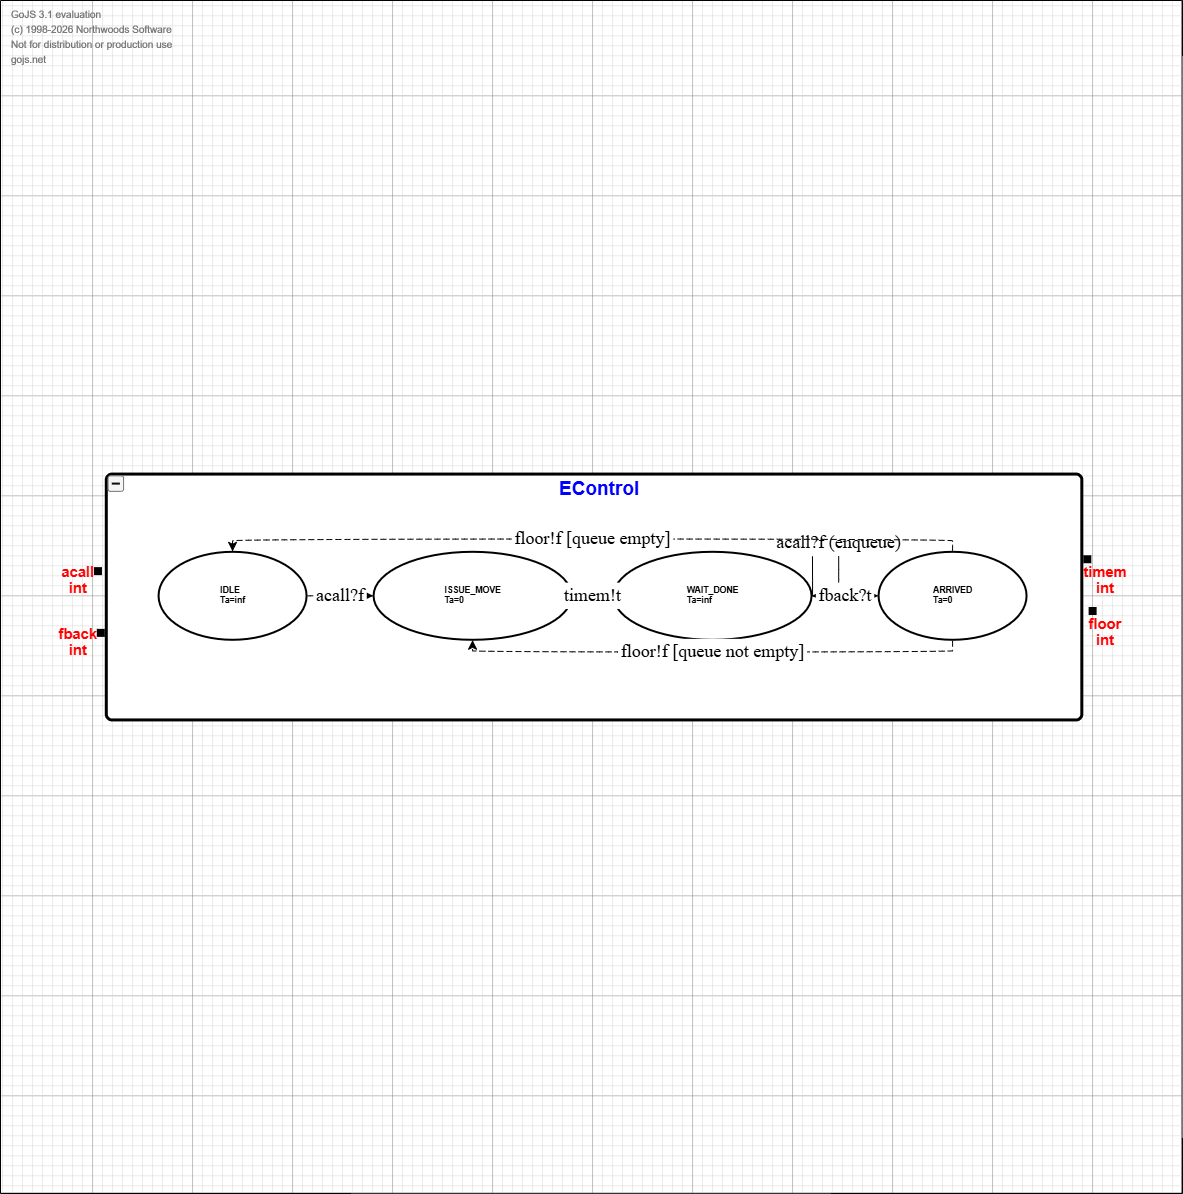 GoJS 3.1 evaluation
(c) 1998-2026 Northwoods Software
Not for distribution or production use
gojs.net
EControl
floor!f [queue empty]
acall?f (enqueue)
acall
int
timem
int
IDLE
Ta=inf
acall?f
ISSUE_MOVE
Ta=0
timem!t
WAIT_DONE
Ta=inf
fback?t
ARRIVED
Ta=0
fback
int
floor
int
floor!f [queue not empty]